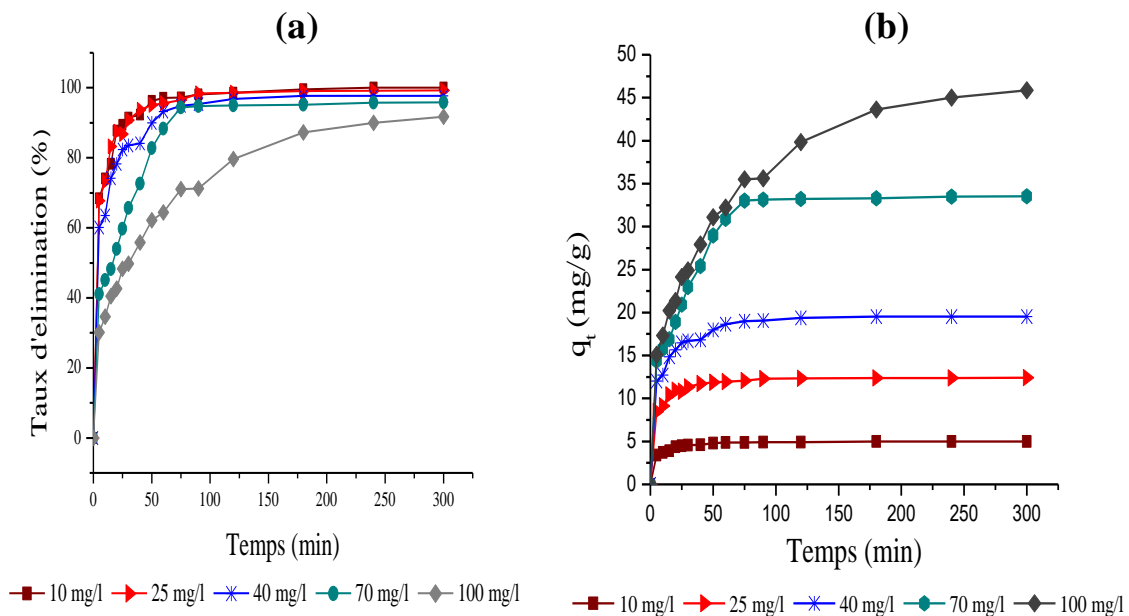 (a)
Taux d'elimination (%)
100
80
60
40
20
0
0 50 100 150 200 250 300
Temps (min)
10 mg/l 25 mg/l 40 mg/l 70 mg/l 100 mg/l
(b)
qt (mg/g)
50
45
40
35
30
25
20
15
10
5
0
0 50 100 150 200 250 300
Temps (min)
10 mg/l 25 mg/l 40 mg/l 70 mg/l 100 mg/l